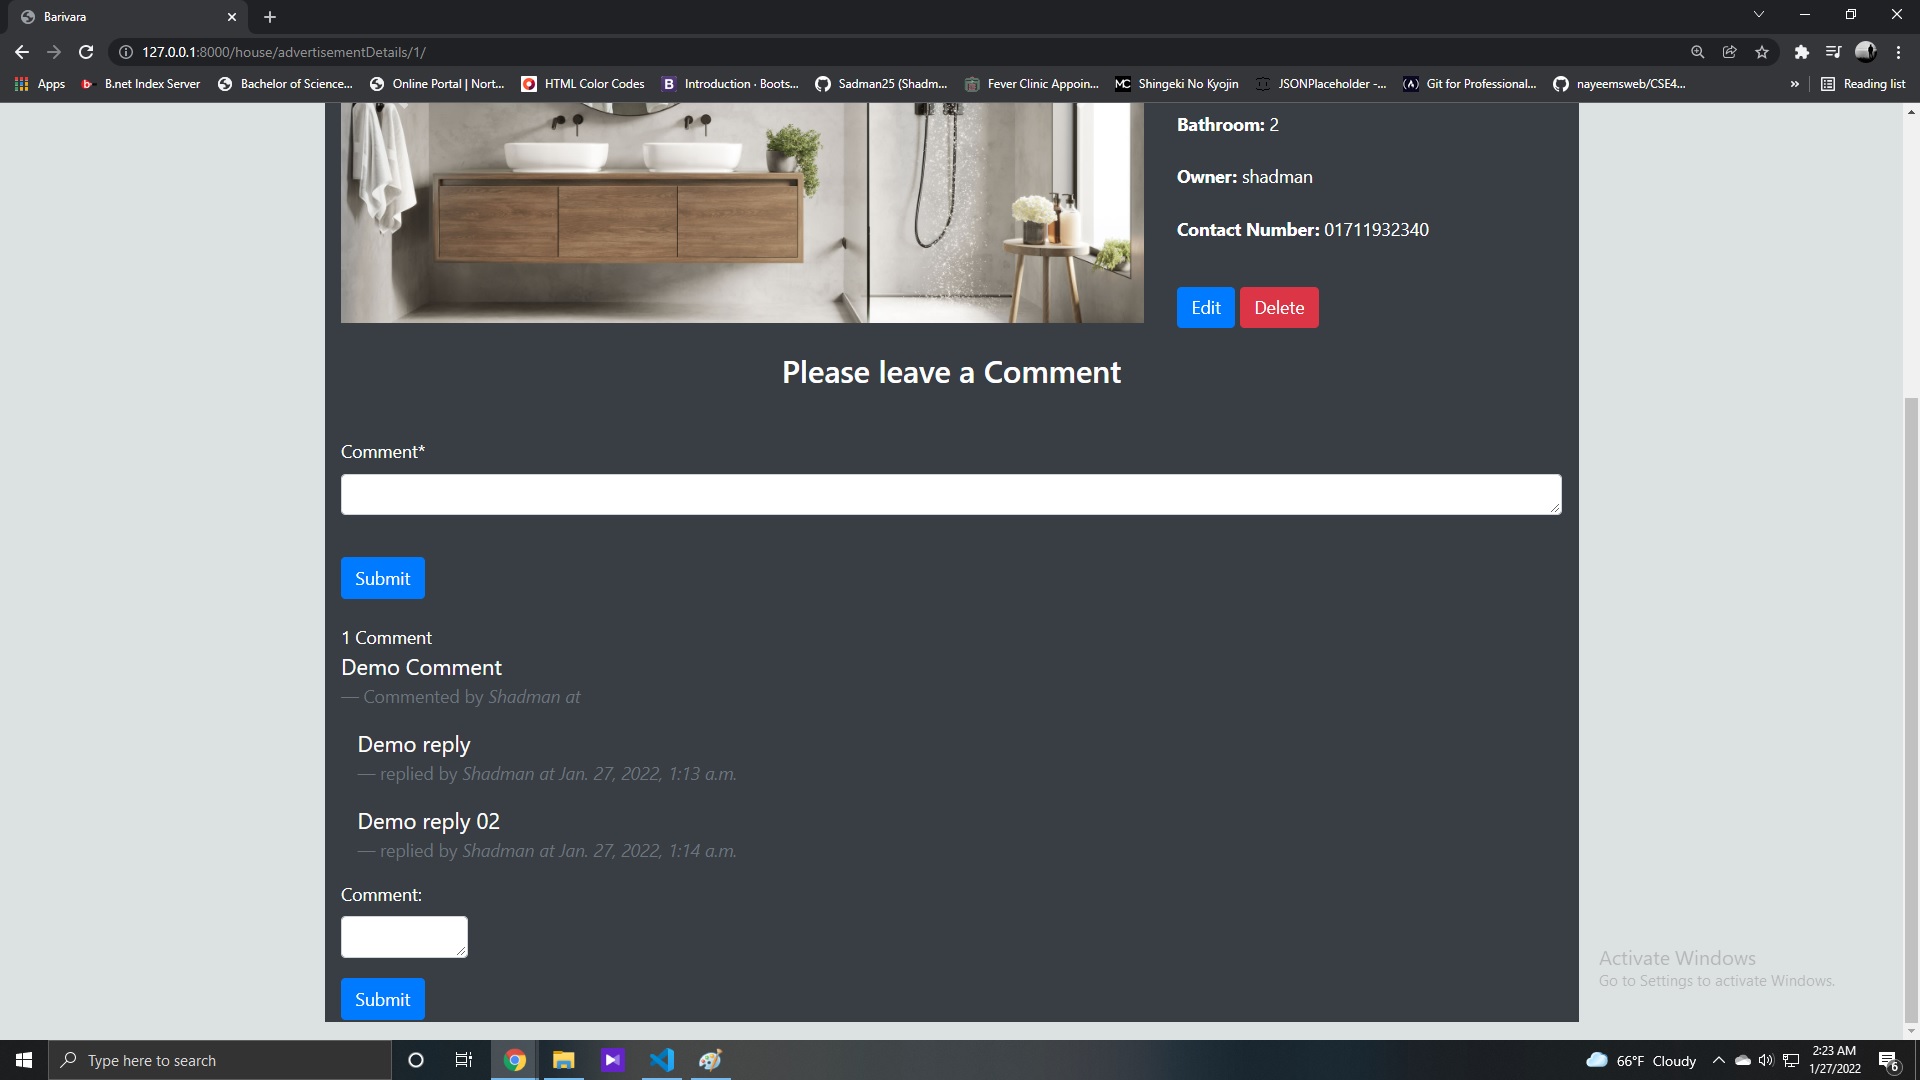 Barivara
127.0.0.1:8000/house/advertisementDetails/1/
Apps
B.net Index Server
Bachelor of Science...
Online Portal | Nort...
HTML Color Codes
Introduction · Boots...
Sadman25 (Shadm...
Fever Clinic Appoin...
Shingeki No Kyojin
JSONPlaceholder -...
Git for Professional...
nayeemsweb/CSE4...
Reading list
Bathroom: 2
Owner: shadman
Contact Number: 01711932340
Edit
Delete
Please leave a Comment
Comment*
Submit
1 Comment
Demo Comment
— Commented by Shadman at
Demo reply
— replied by Shadman at Jan. 27, 2022, 1:13 a.m.
Demo reply 02
— replied by Shadman at Jan. 27, 2022, 1:14 a.m.
Comment:
Submit
Activate Windows
Go to Settings to activate Windows.
Type here to search
66°F Cloudy
2:23 AM
1/27/2022
6